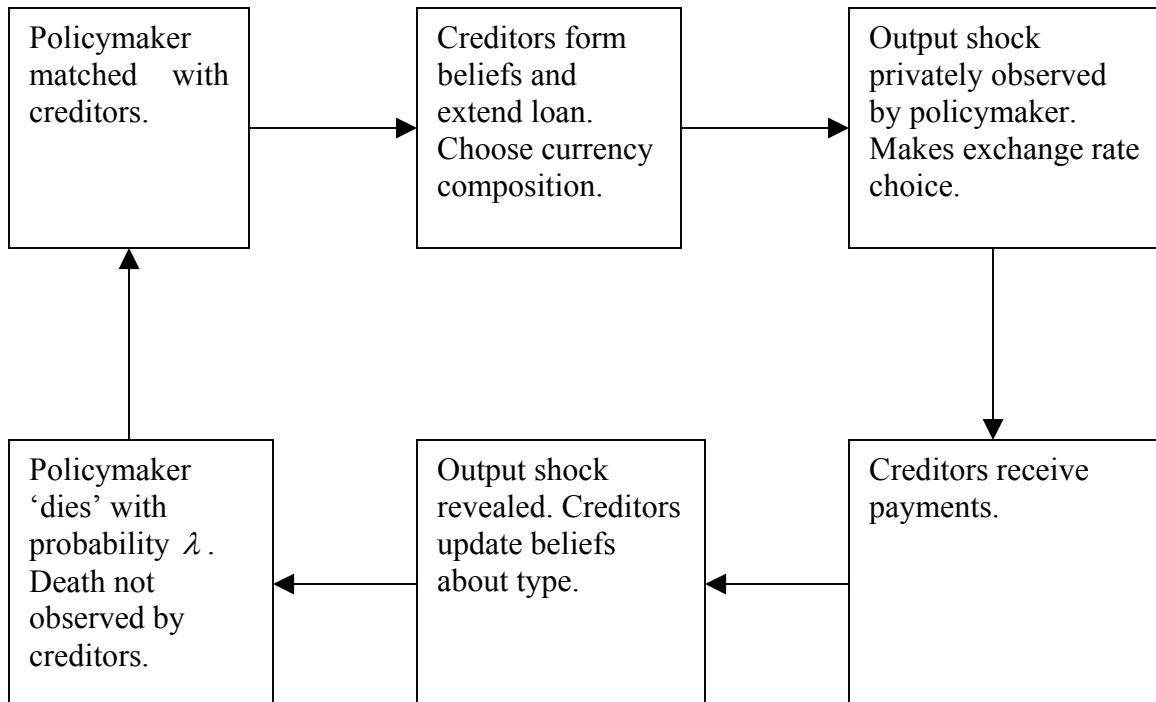 Policymaker
matched with
creditors.
Creditors form
beliefs and
extend loan.
Choose currency
composition.
Output shock
privately observed
by policymaker.
Makes exchange rate
choice.
Creditors receive
payments.
Output shock
revealed. Creditors
update beliefs
about type.
Policymaker
‘dies’ with
probability λ .
Death not
observed by
creditors.